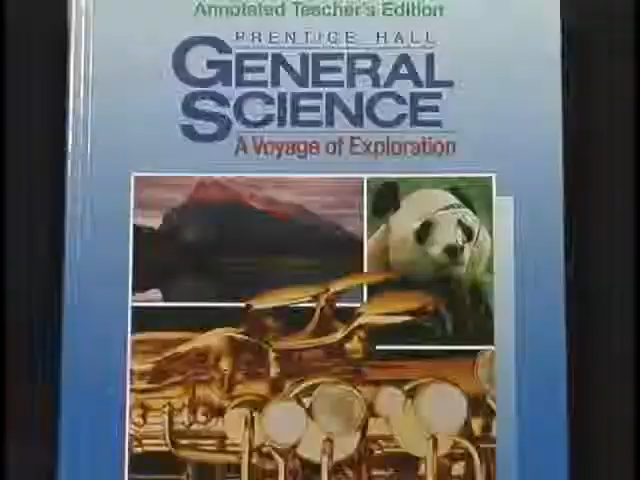 Annotated Teacher's Edition
PRENTICE HALL
GENERAL
SCIENCE
A Voyage of Exploration